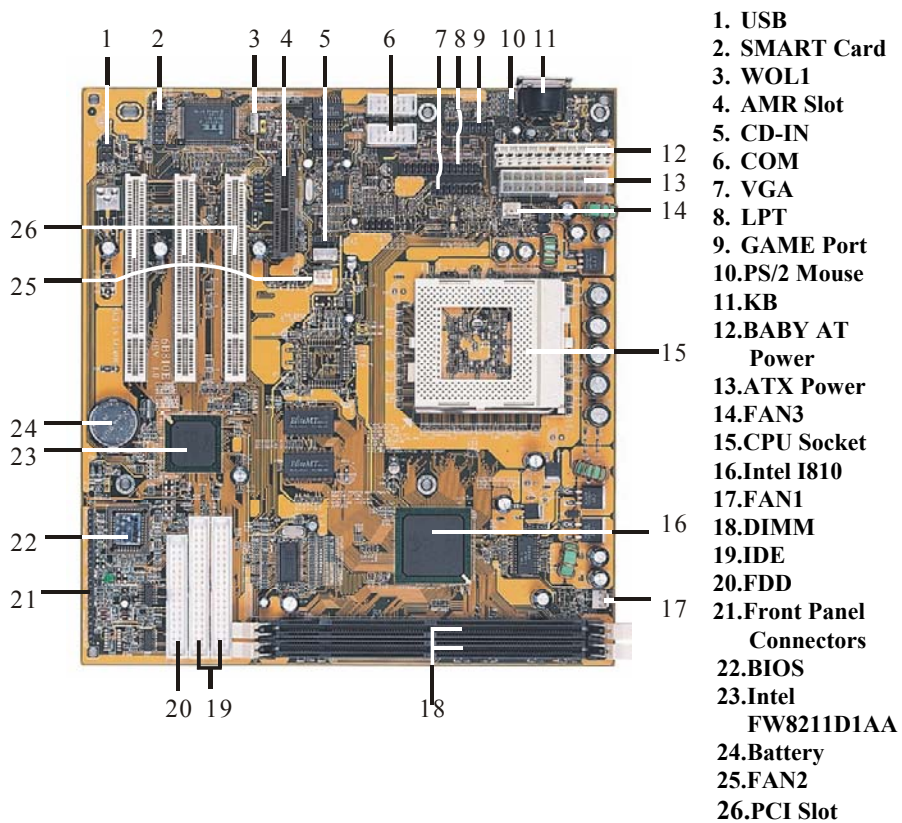 1 2 3 4 5 6 7 8 9 10 11
12
13
14
26
25
15
24
23
16
22
21
17
20 19 18
1. USB
2. SMART Card
3. WOL1
4. AMR Slot
5. CD-IN
6. COM
7. VGA
8. LPT
9. GAME Port
10.PS/2 Mouse
11.KB
12.BABY AT
Power
13.ATX Power
14.FAN3
15.CPU Socket
16.Intel I810
17.FAN1
18.DIMM
19.IDE
20.FDD
21.Front Panel
Connectors
22.BIOS
23.Intel
FW8211D1AA
24.Battery
25.FAN2
26.PCI Slot